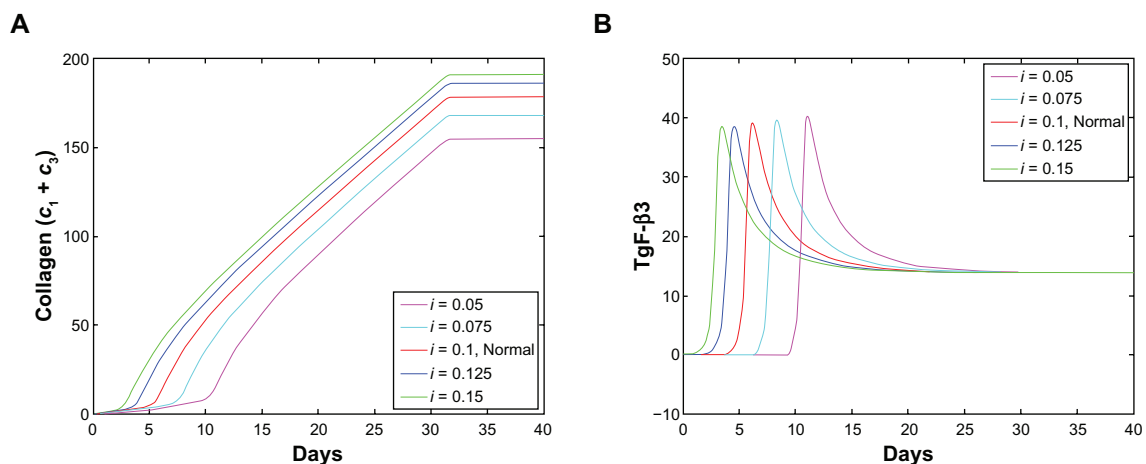 A
Collagen (c₁ + c₃)
200
150
100
50
0
0 5 10 15 20 25 30 35 40
Days
i = 0.05
i = 0.075
i = 0.1, Normal
i = 0.125
i = 0.15
B
TgF-β3
50
40
30
20
10
0
−10
0 5 10 15 20 25 30 35 40
Days
i = 0.05
i = 0.075
i = 0.1, Normal
i = 0.125
i = 0.15